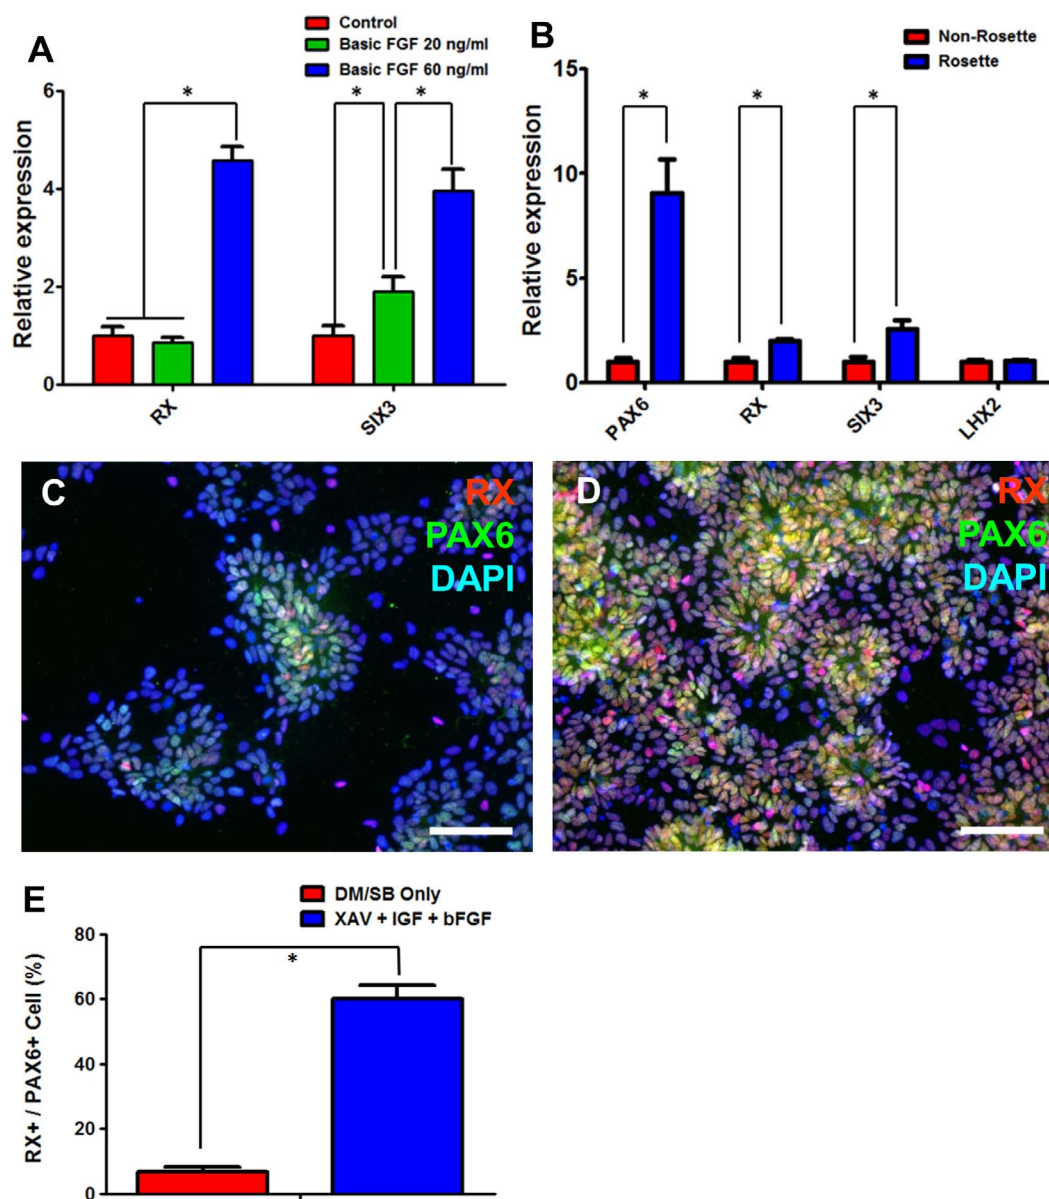 A
Control
Basic FGF 20 ng/ml
Basic FGF 60 ng/ml
Relative expression
6
4
2
0
*
*
*
RX
SIX3
B
Non-Rosette
Rosette
Relative expression
15
10
5
0
*
*
*
PAX6
RX
SIX3
LHX2
C
RX
PAX6
DAPI
D
RX
PAX6
DAPI
E
DM/SB Only
XAV + IGF + bFGF
RX+ / PAX6+ Cell (%)
80
60
40
20
0
*